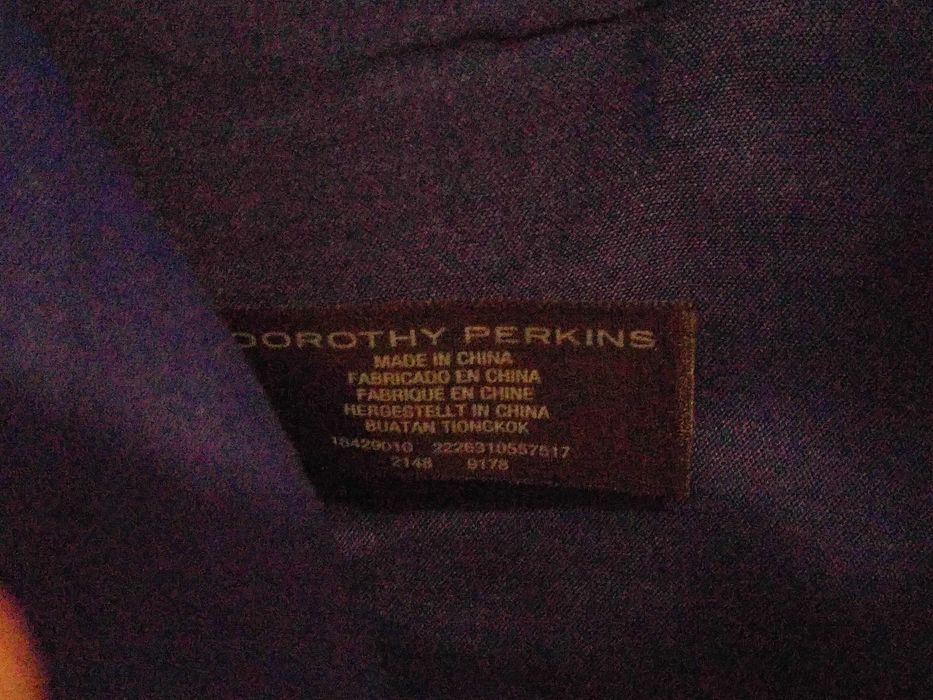 DOROTHY PERKINS
MADE IN CHINA
FABRICADO EN CHINA
FABRIQUE EN CHINE
HERGESTELLT IN CHINA
BUATAN TIONGKOK
18429010 2226310557517
2148 9178